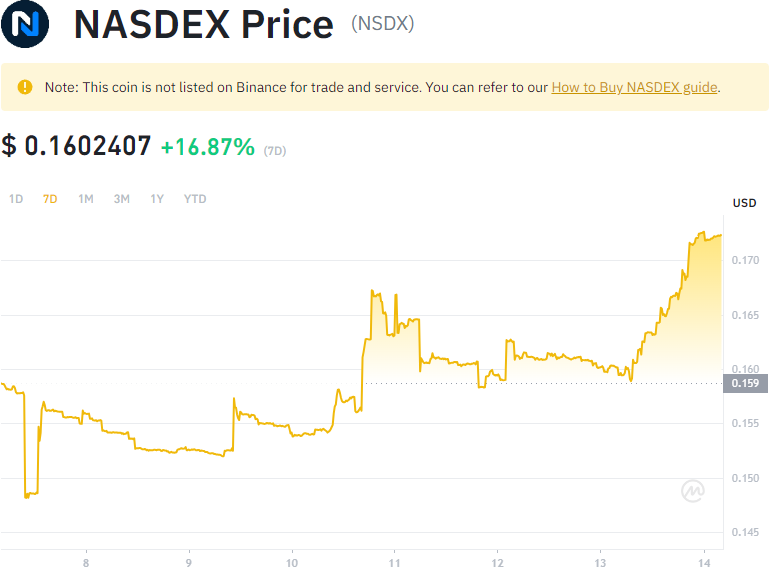 NASDEX Price (NSDX)
Note: This coin is not listed on Binance for trade and service. You can refer to our How to Buy NASDEX guide.
$ 0.1602407 +16.87% (7D)
1D 7D 1M 3M 1Y YTD
USD
0.170
0.165
0.160
0.159
0.155
0.150
0.145
8 9 10 11 12 13 14